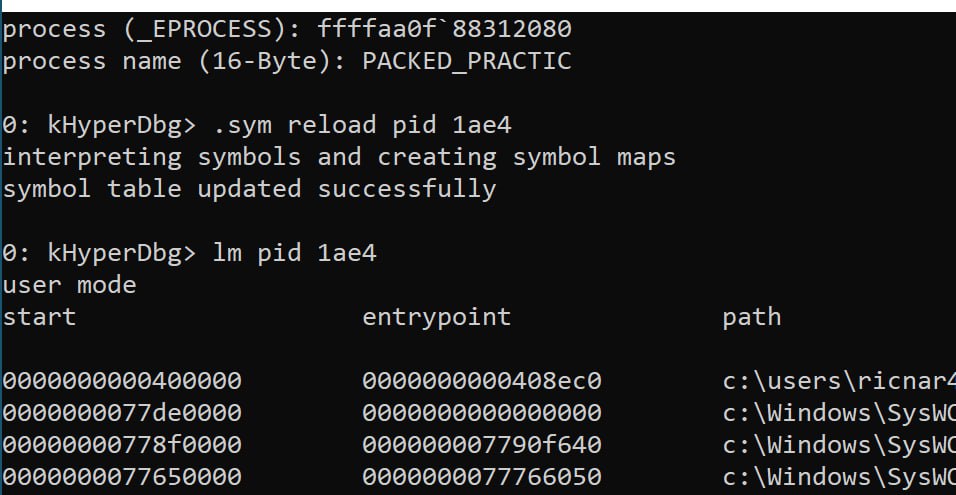 process (_EPROCESS): ffffaa0f`88312080
process name (16-Byte): PACKED_PRACTIC
0: kHyperDbg> .sym reload pid 1ae4
interpreting symbols and creating symbol maps
symbol table updated successfully
0: kHyperDbg> lm pid 1ae4
user mode
start entrypoint path
0000000000400000 0000000000408ec0 c:\users\ricnar4
0000000077de0000 0000000000000000 c:\Windows\SysWO
00000000778f0000 000000007790f640 c:\Windows\SysWO
0000000077650000 0000000077766050 c:\Windows\SysWO